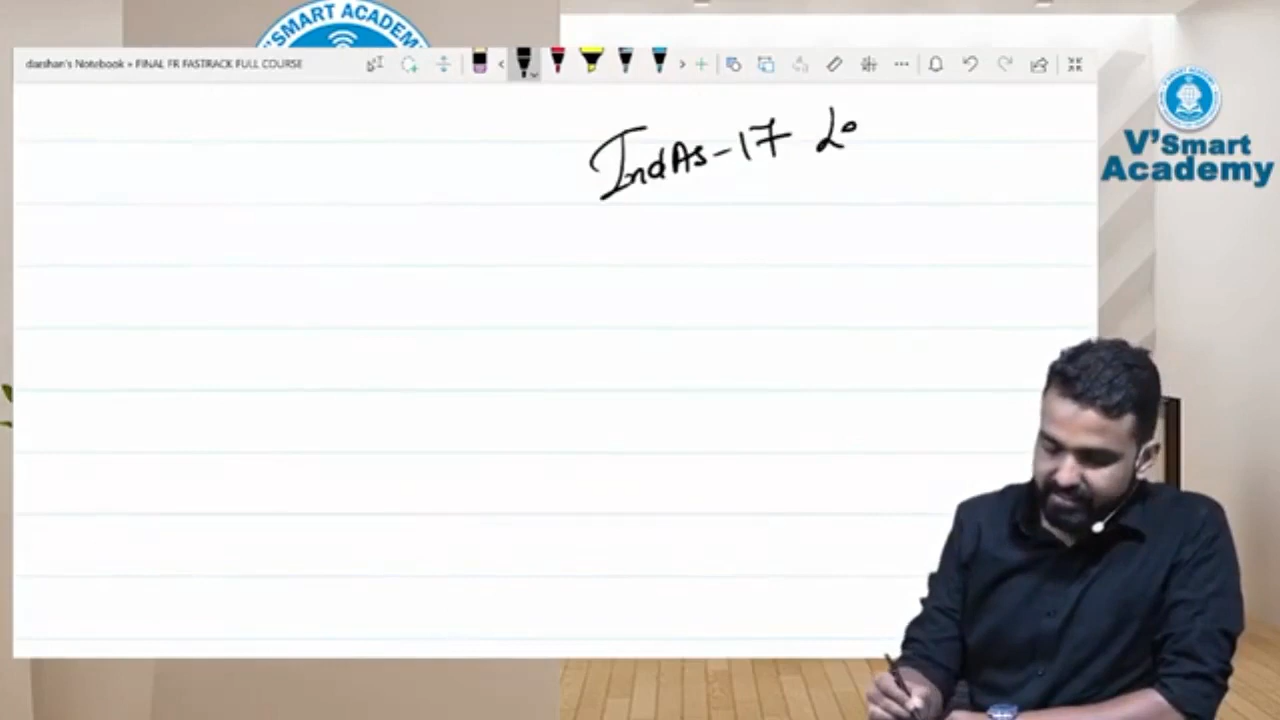 SMART ACADEMY
darshan's Notebook » FINAL FR FASTRACK FULL COURSE
V'Smart
Academy
IndAs-17